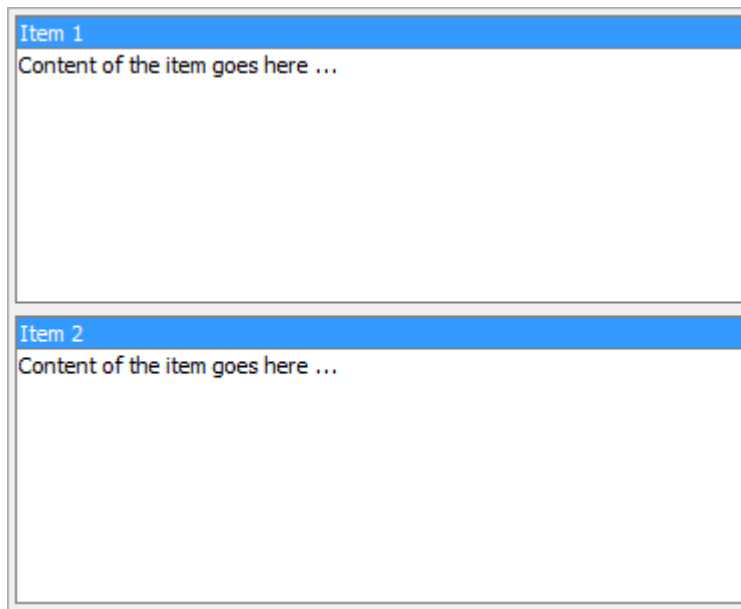 Item 1
Content of the item goes here ...
Item 2
Content of the item goes here ...